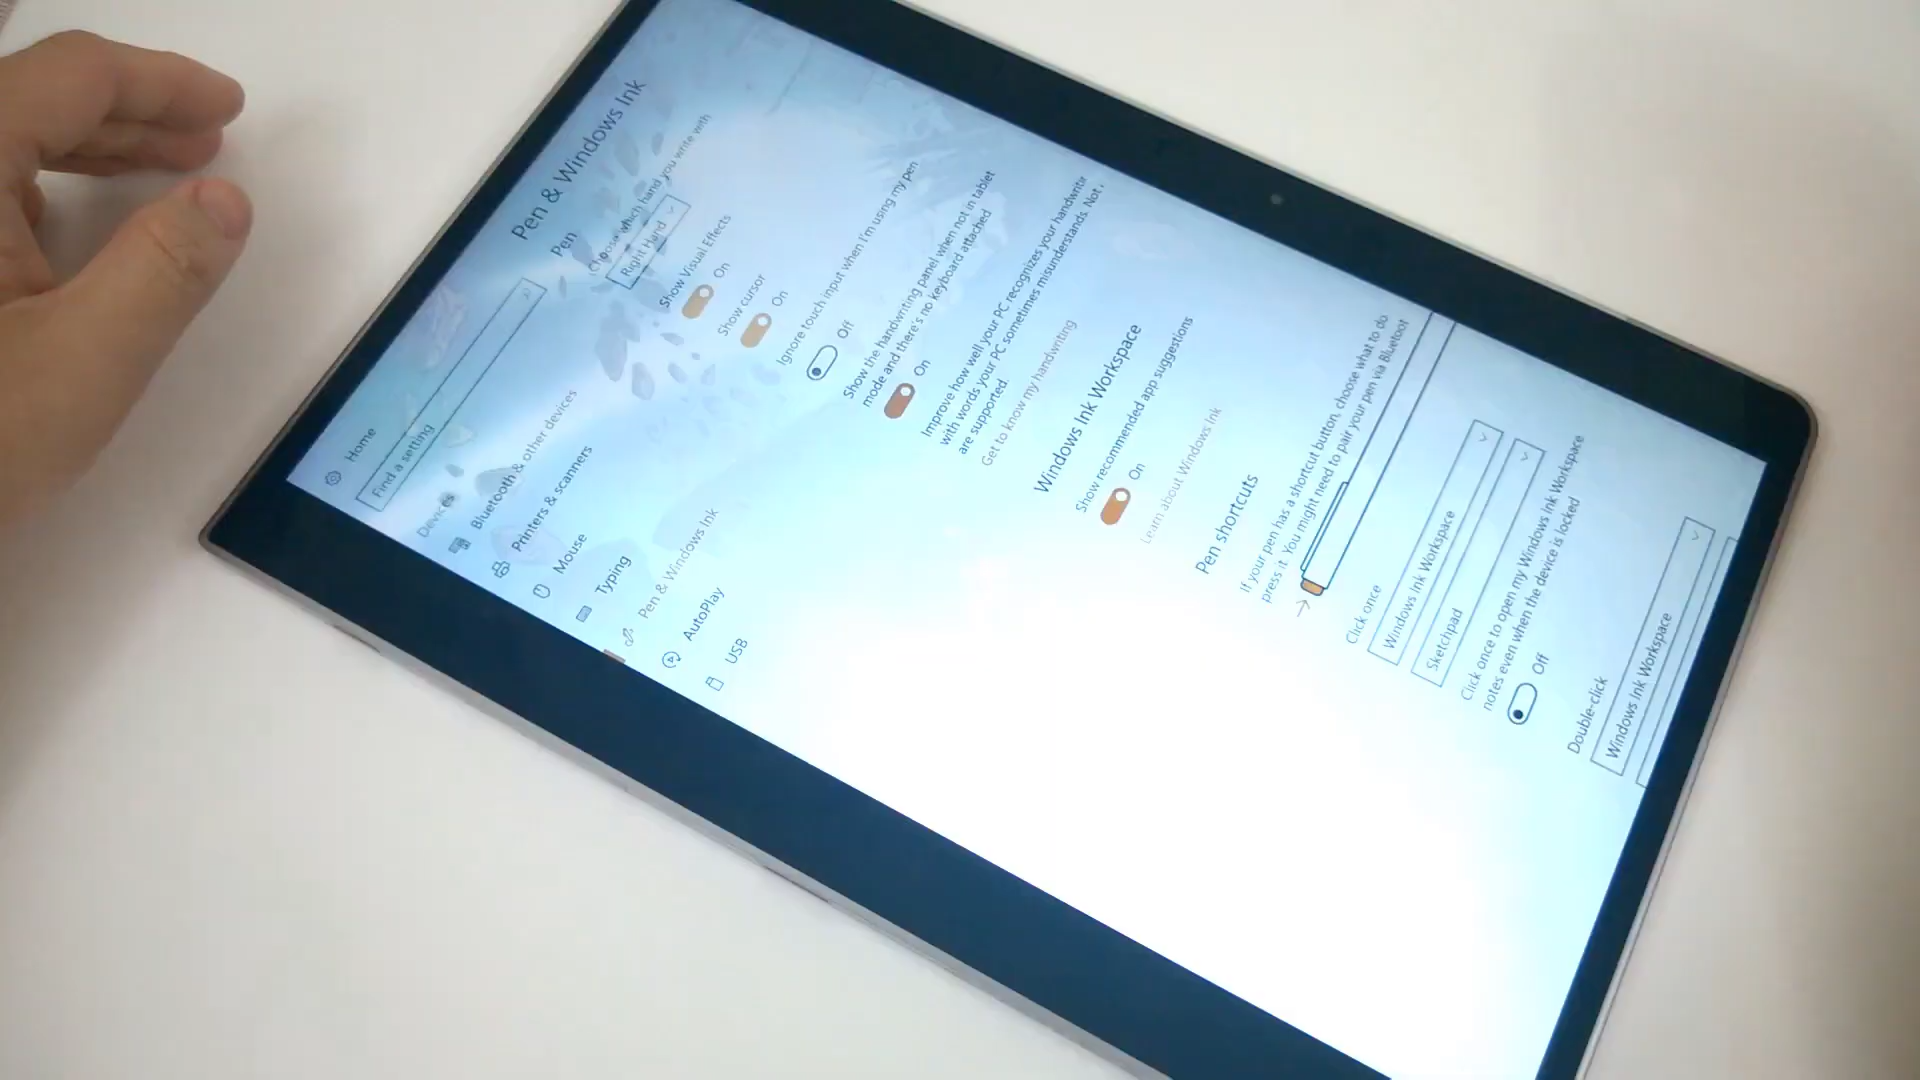 Home
Find a setting
Devices
Bluetooth & other devices
Printers & scanners
Mouse
Typing
Pen & Windows Ink
AutoPlay
USB
Pen & Windows Ink
Pen
Choose which hand you write with
Right Hand
Show Visual Effects
On
Show cursor
On
Ignore touch input when I'm using my pen
Off
Show the handwriting panel when not in tablet
mode and there's no keyboard attached
On
Improve how well your PC recognizes your handwritin
with words your PC sometimes misunderstands. Not
are supported.
Get to know my handwriting
Windows Ink Workspace
Show recommended app suggestions
On
Learn about Windows Ink
Pen shortcuts
If your pen has a shortcut button, choose what to do
press it. You might need to pair your pen via Bluetoot
Click once
Windows Ink Workspace
Sketchpad
Click once to open my Windows Ink Workspace
notes even when the device is locked
Off
Double-click
Windows Ink Workspace